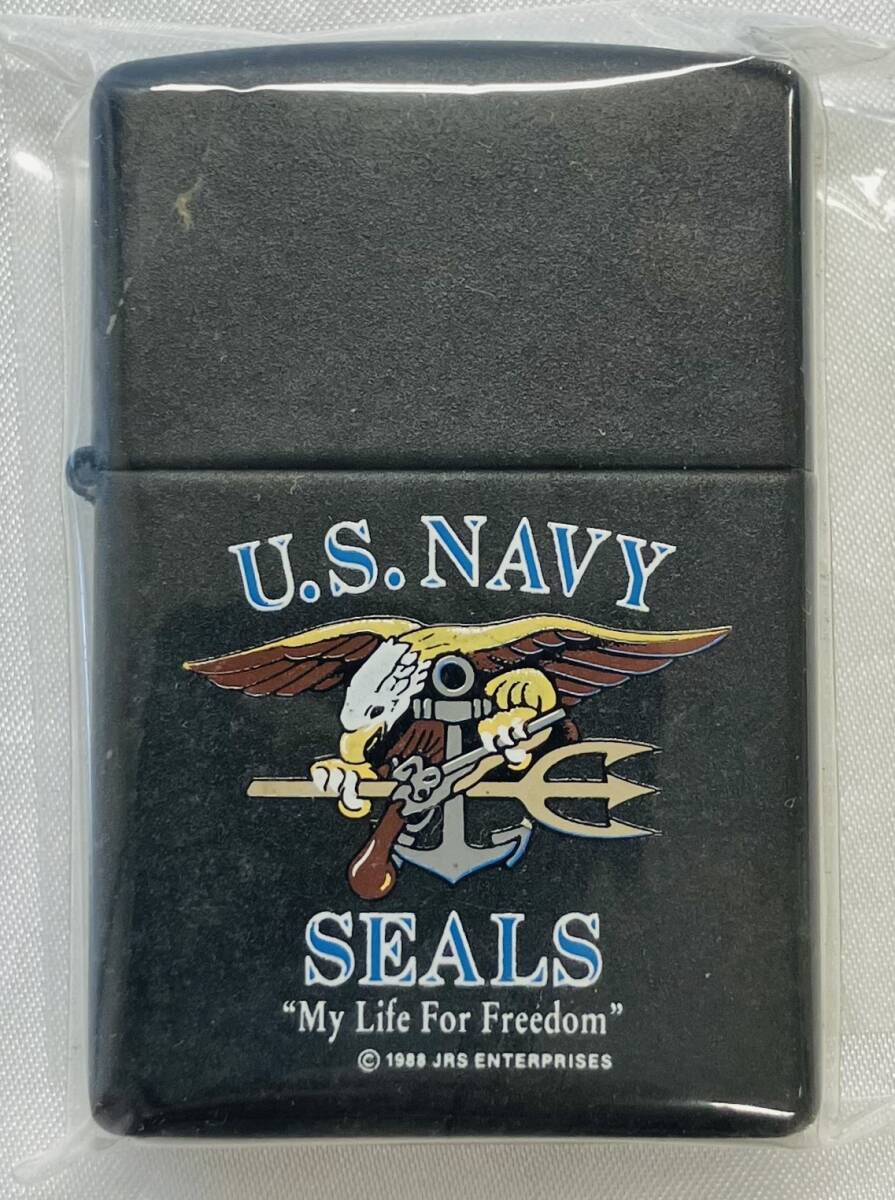 U.S. NAVY
SEALS
“My Life For Freedom”
© 1988 JRS ENTERPRISES